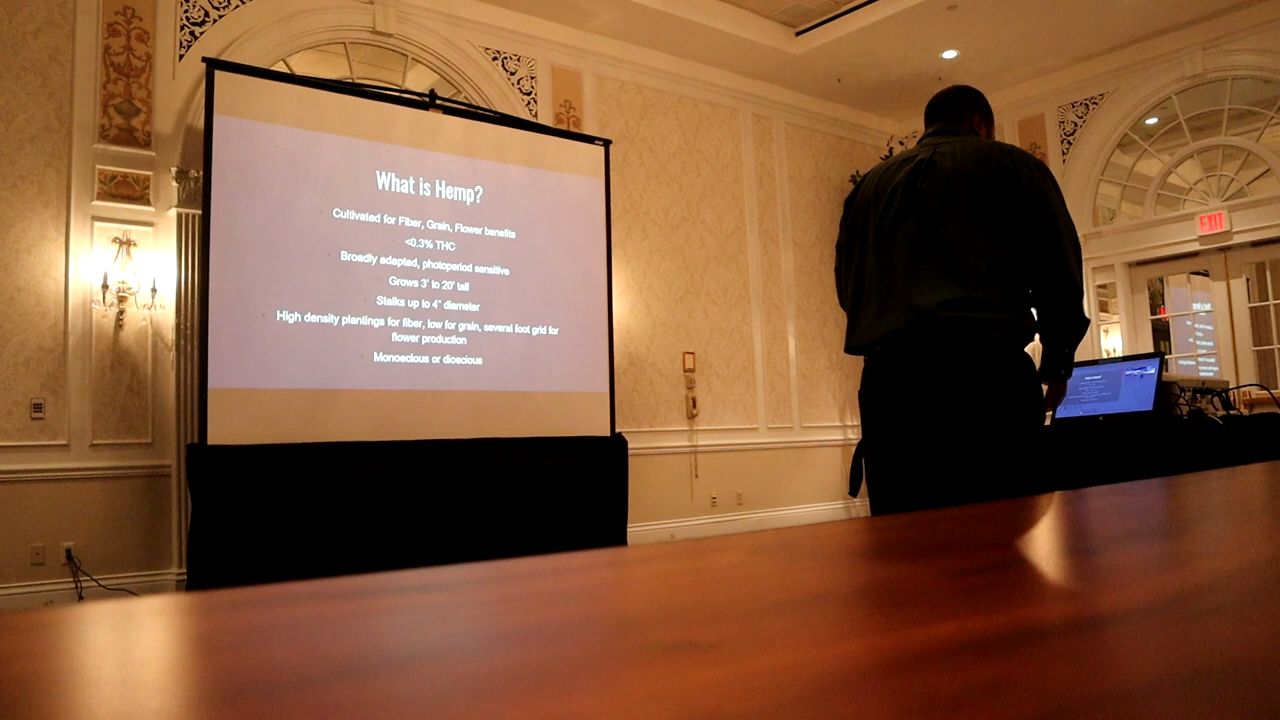 What is Hemp?
Cultivated for Fiber, Grain, Flower benefits
<0.3% THC
Broadly adapted, photoperiod sensitive
Grows 3' to 20' tall
Stalks up to 4" diameter
High density plantings for fiber, low for grain, several foot grid for
flower production
Monoecious or dioecious
EXIT